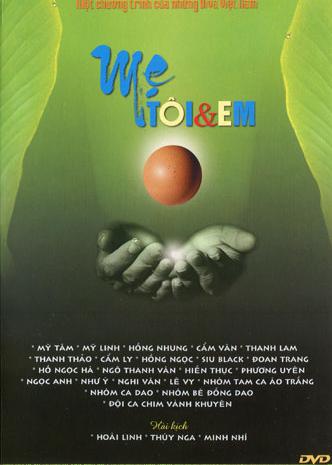 Một chương trình của những Diva Việt Nam
Mẹ
TÔI&EM
* MỸ TÂM * MỸ LINH * HỒNG NHUNG * CẨM VÂN * THANH LAM
* THANH THẢO * CẨM LY * HỒNG NGỌC * SIU BLACK * ĐOAN TRANG
* HỒ NGỌC HÀ * NGÔ THANH VÂN * HIỀN THỤC * PHƯƠNG UYÊN
* NGỌC ANH * NHƯ Ý * NGHI VĂN * LÊ VY * NHÓM TAM CA ÁO TRẮNG
* NHÓM CA DAO * NHÓM BÈ ĐỒNG DAO
* ĐỘI CA CHIM VÀNH KHUYÊN
Hài kịch
* HOÀI LINH * THÚY NGA * MINH NHÍ
DVD